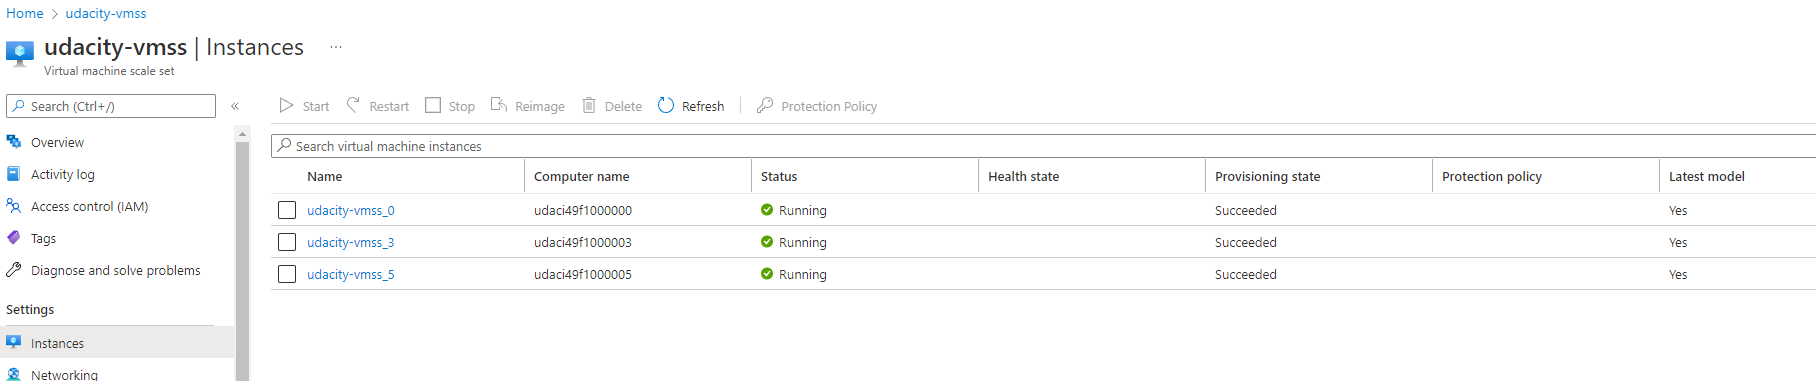 Home > udacity-vmss
udacity-vmss | Instances ...
Virtual machine scale set
Search (Ctrl+/) «
Overview
Activity log
Access control (IAM)
Tags
Diagnose and solve problems
Settings
Instances
Networking
Start Restart Stop Reimage Delete Refresh Protection Policy
Search virtual machine instances
Name Computer name Status Health state Provisioning state Protection policy Latest model
udacity-vmss_0 udaci49f1000000 Running Succeeded Yes
udacity-vmss_3 udaci49f1000003 Running Succeeded Yes
udacity-vmss_5 udaci49f1000005 Running Succeeded Yes